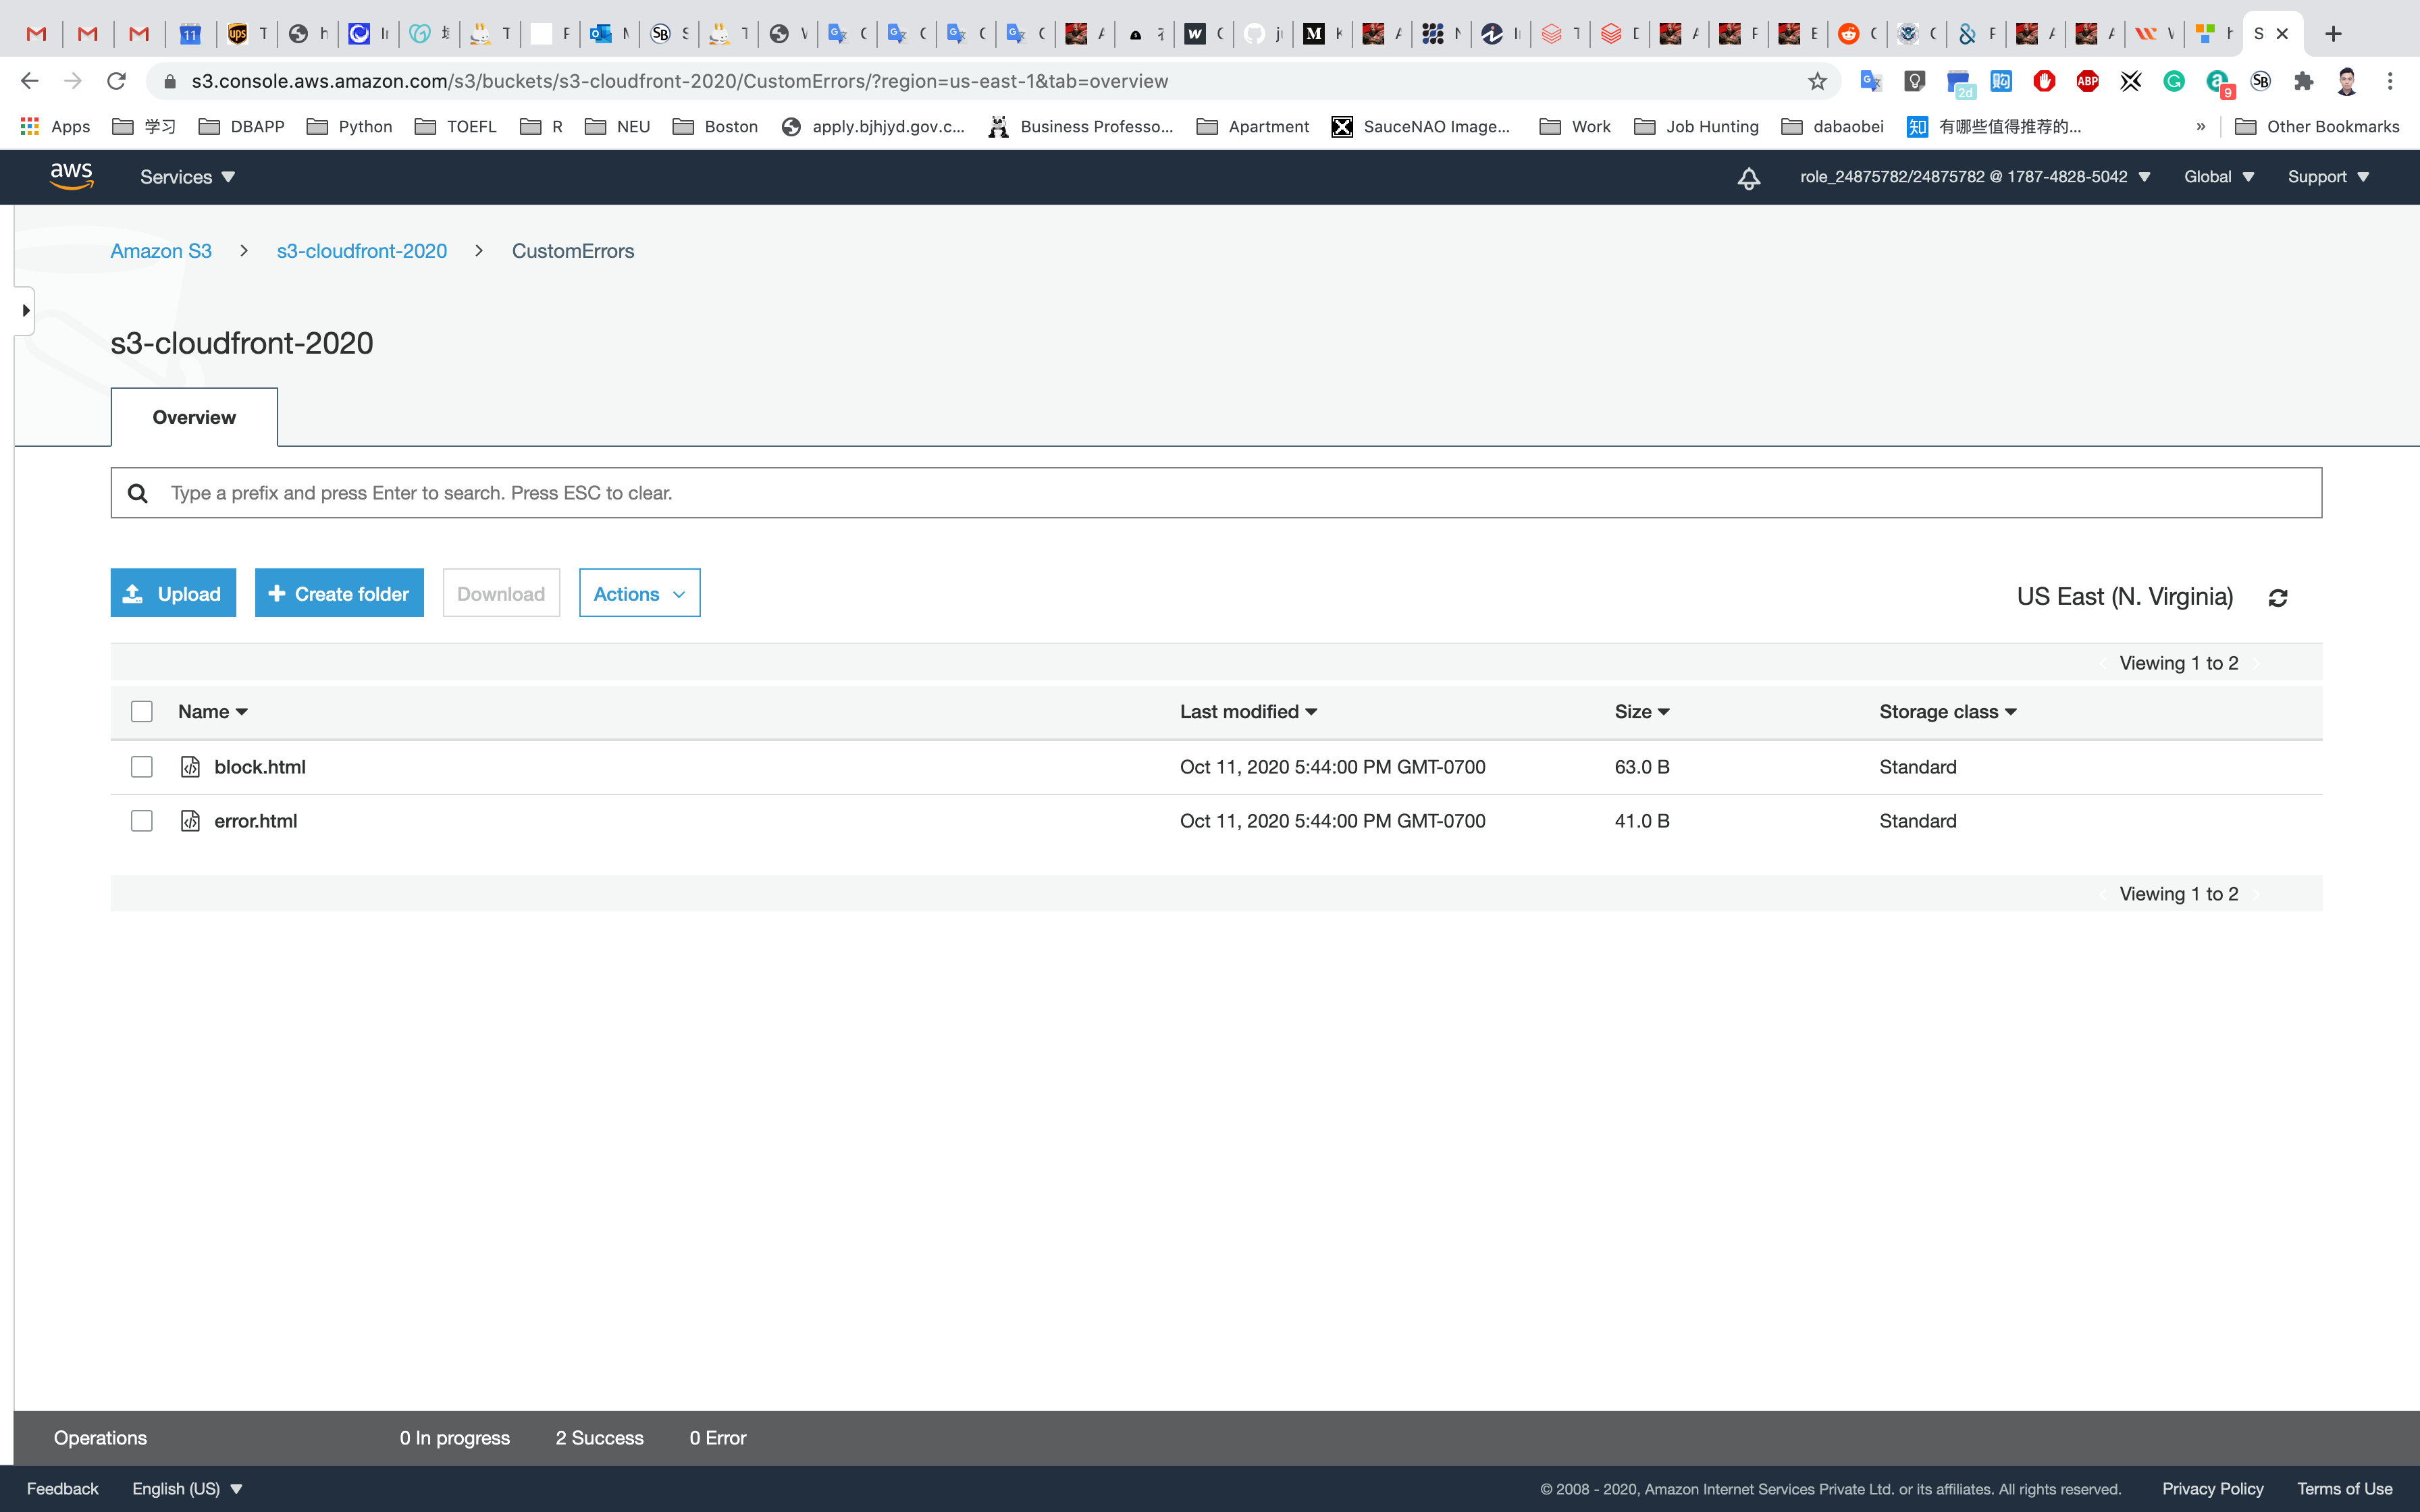 s3.console.aws.amazon.com/s3/buckets/s3-cloudfront-2020/CustomErrors/?region=us-east-1&tab=overview
Apps 学习 DBAPP Python TOEFL R NEU Boston apply.bjhjyd.gov.c... Business Professo... Apartment SauceNAO Image... Work Job Hunting dabaobei 有哪些值得推荐的... » Other Bookmarks
aws Services role_24875782/24875782 @ 1787-4828-5042 Global Support
Amazon S3 > s3-cloudfront-2020 > CustomErrors
s3-cloudfront-2020
Overview
Type a prefix and press Enter to search. Press ESC to clear.
Upload + Create folder Download Actions US East (N. Virginia)
Viewing 1 to 2
Name Last modified Size Storage class
block.html Oct 11, 2020 5:44:00 PM GMT-0700 63.0 B Standard
error.html Oct 11, 2020 5:44:00 PM GMT-0700 41.0 B Standard
Viewing 1 to 2
Operations 0 In progress 2 Success 0 Error
Feedback English (US) © 2008 - 2020, Amazon Internet Services Private Ltd. or its affiliates. All rights reserved. Privacy Policy Terms of Use